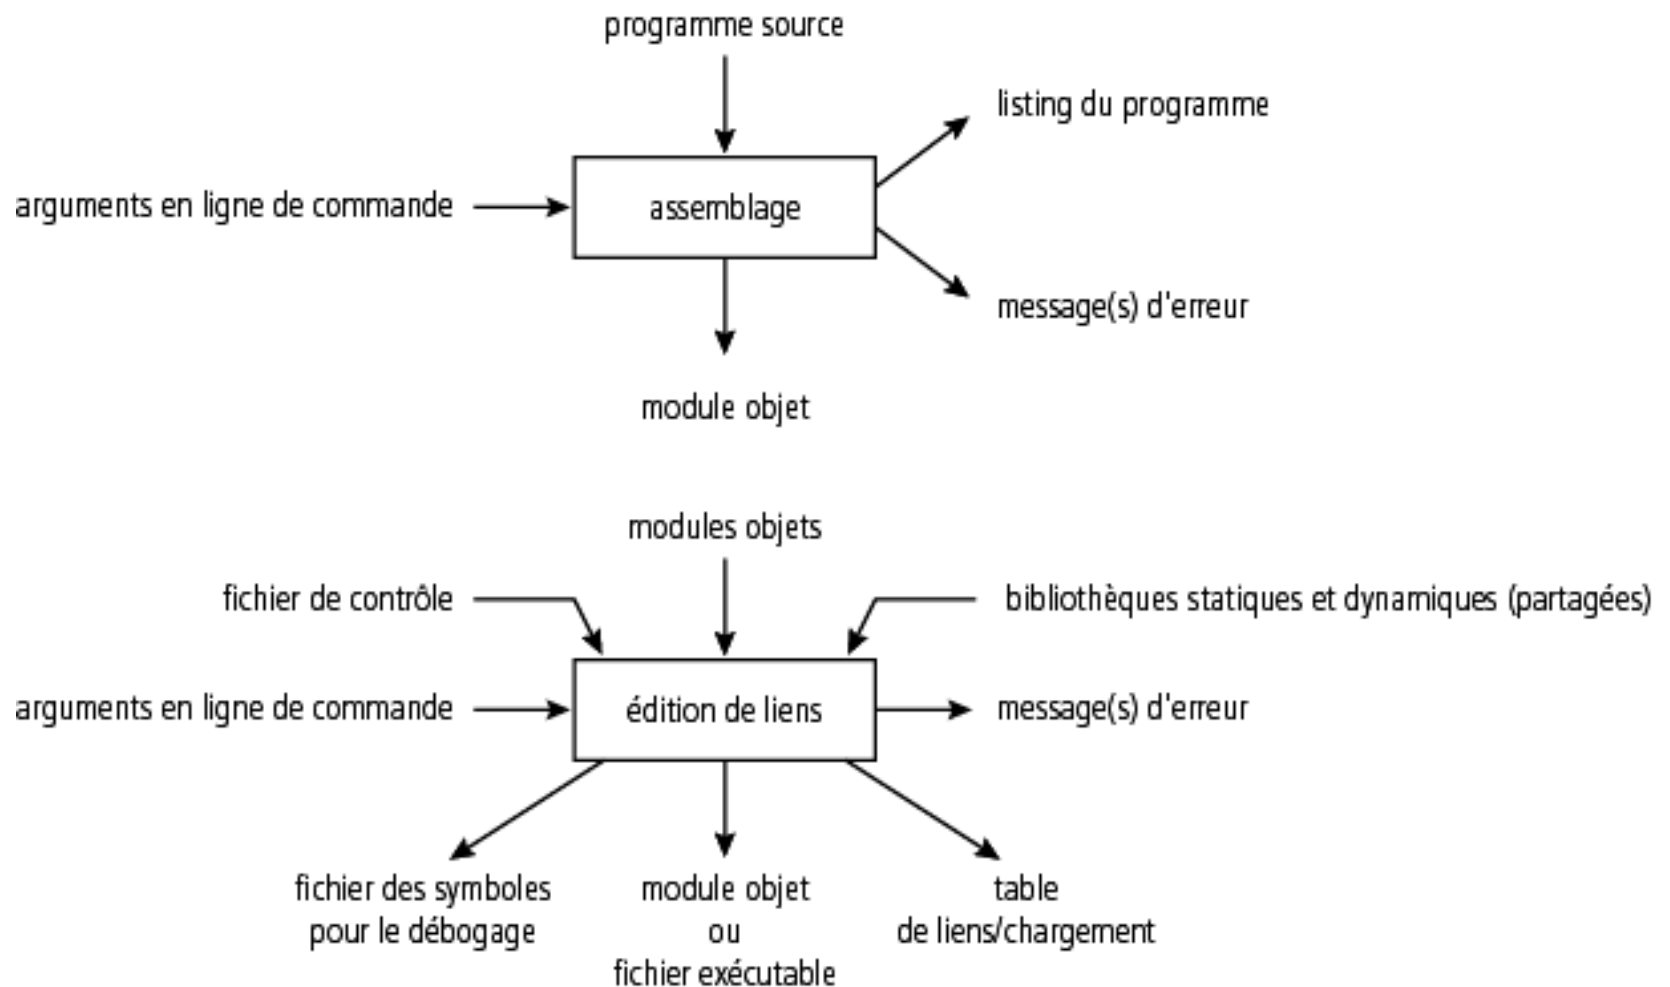 programme source
listing du programme
arguments en ligne de commande
assemblage
message(s) d'erreur
module objet
modules objets
fichier de contrôle
bibliothèques statiques et dynamiques (partagées)
arguments en ligne de commande
édition de liens
message(s) d'erreur
fichier des symboles
pour le débogage
module objet
ou
fichier exécutable
table
de liens/chargement